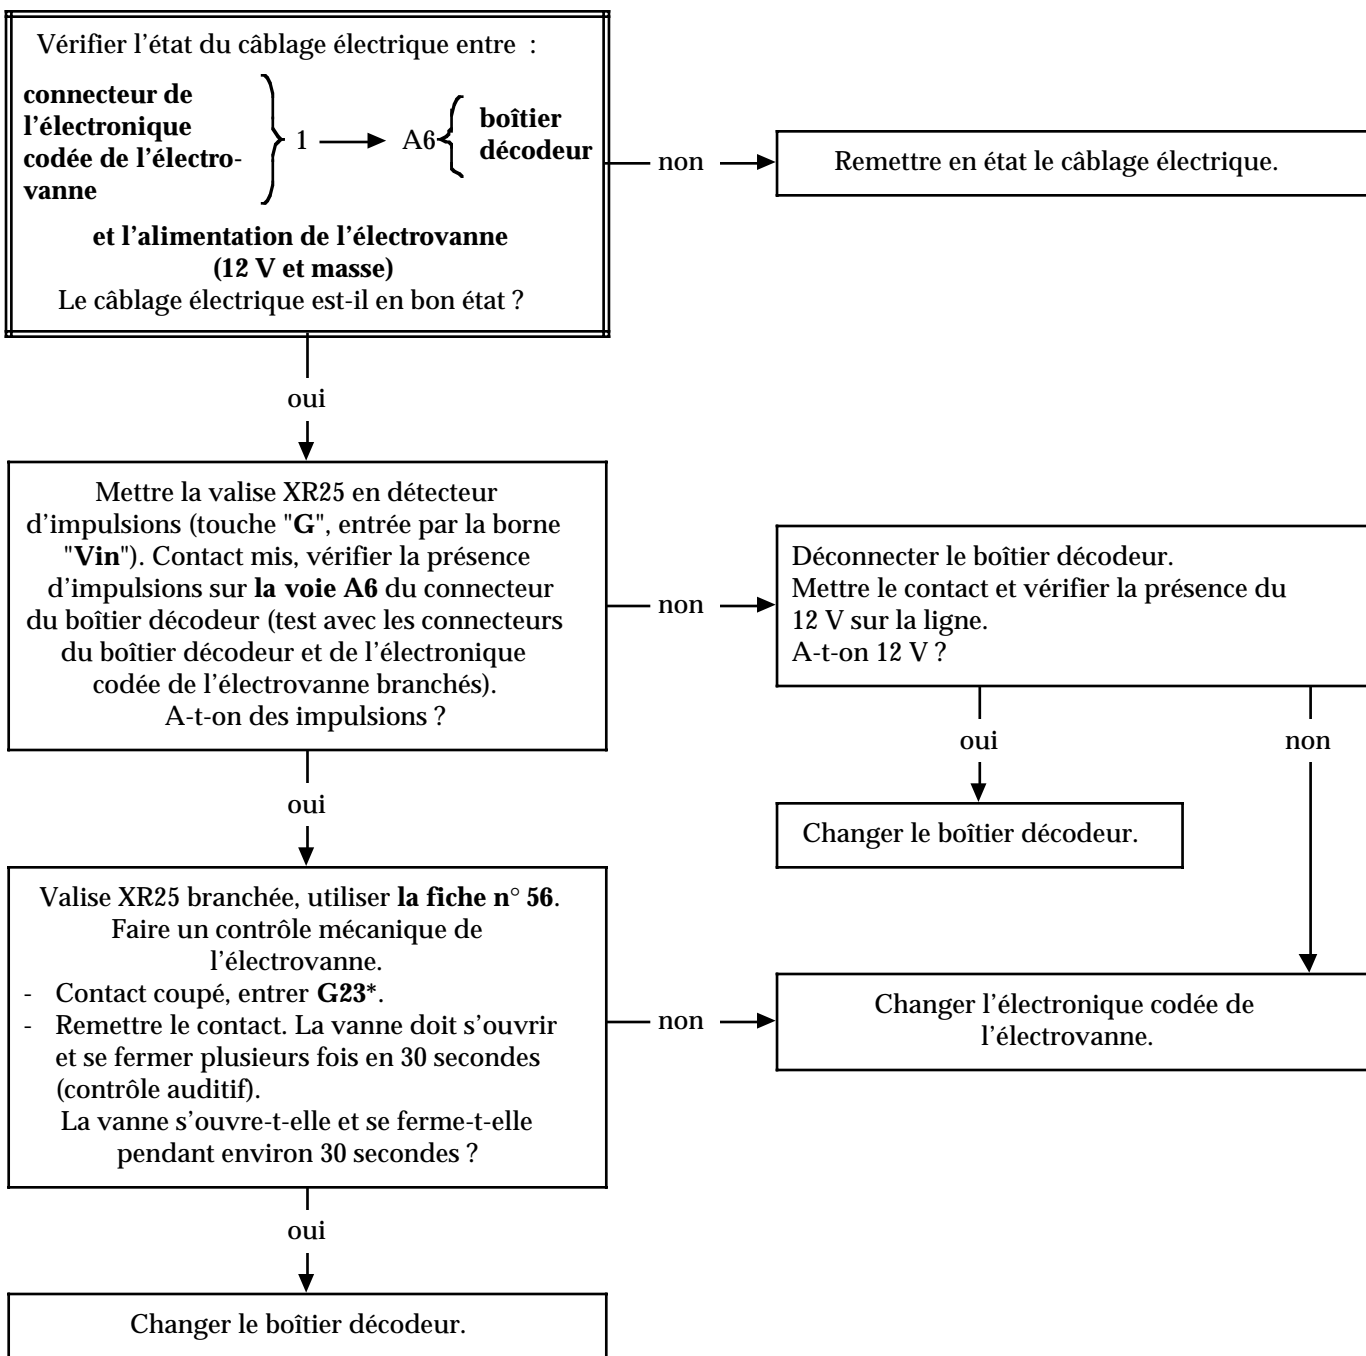 Vérifier l’état du câblage électrique entre :
connecteur de
l’électronique
codée de l’électro-
vanne
1
A6
boîtier
décodeur
et l’alimentation de l’électrovanne
(12 V et masse)
Le câblage électrique est-il en bon état ?
non
Remettre en état le câblage électrique.
oui
Mettre la valise XR25 en détecteur
d’impulsions (touche "G", entrée par la borne
"Vin"). Contact mis, vérifier la présence
d’impulsions sur la voie A6 du connecteur
du boîtier décodeur (test avec les connecteurs
du boîtier décodeur et de l’électronique
codée de l’électrovanne branchés).
A-t-on des impulsions ?
non
Déconnecter le boîtier décodeur.
Mettre le contact et vérifier la présence du
12 V sur la ligne.
A-t-on 12 V ?
oui
non
Changer le boîtier décodeur.
oui
Valise XR25 branchée, utiliser la fiche n° 56.
Faire un contrôle mécanique de
l’électrovanne.
- Contact coupé, entrer G23*.
- Remettre le contact. La vanne doit s’ouvrir
et se fermer plusieurs fois en 30 secondes
(contrôle auditif).
La vanne s’ouvre-t-elle et se ferme-t-elle
pendant environ 30 secondes ?
non
Changer l’électronique codée de
l’électrovanne.
oui
Changer le boîtier décodeur.